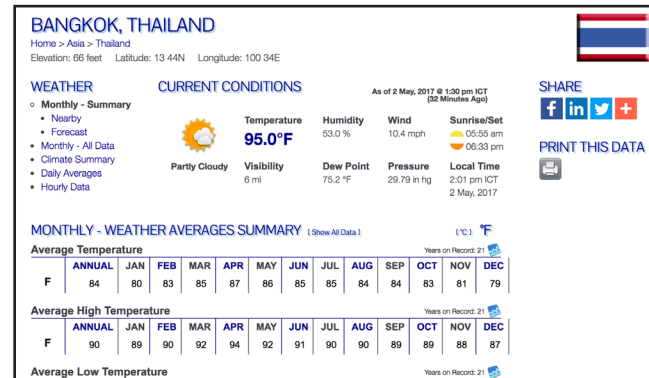 BANGKOK, THAILAND
Home > Asia > Thailand
Elevation: 66 feet Latitude: 13 44N Longitude: 100 34E
WEATHER
Monthly - Summary
Nearby
Forecast
Monthly - All Data
Climate Summary
Daily Averages
Hourly Data
CURRENT CONDITIONS
As of 2 May, 2017 @ 1:30 pm ICT
(32 Minutes Ago)
Partly Cloudy
Temperature Humidity Wind Sunrise/Set
95.0°F 53.0 % 10.4 mph 05:55 am
06:33 pm
Visibility Dew Point Pressure Local Time
6 mi 75.2 °F 29.79 in hg 2:01 pm ICT
2 May, 2017
SHARE
f in +
PRINT THIS DATA
MONTHLY - WEATHER AVERAGES SUMMARY [ Show All Data ] [ °C ] °F
Average Temperature Years on Record: 21
ANNUAL JAN FEB MAR APR MAY JUN JUL AUG SEP OCT NOV DEC
F 84 80 83 85 87 86 85 85 84 84 83 81 79
Average High Temperature Years on Record: 21
ANNUAL JAN FEB MAR APR MAY JUN JUL AUG SEP OCT NOV DEC
F 90 89 90 92 94 92 91 90 90 89 89 88 87
Average Low Temperature Years on Record: 21